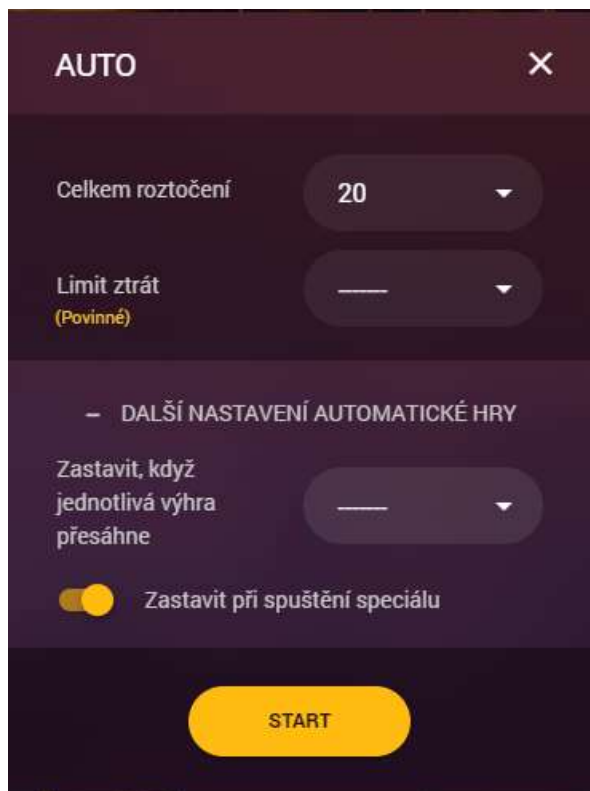 AUTO
Celkem roztočení
20
Limit ztrát
(Povinné)
-------
– DALŠÍ NASTAVENÍ AUTOMATICKÉ HRY
Zastavit, když
jednotlivá výhra
přesáhne
-------
Zastavit při spuštění speciálu
START